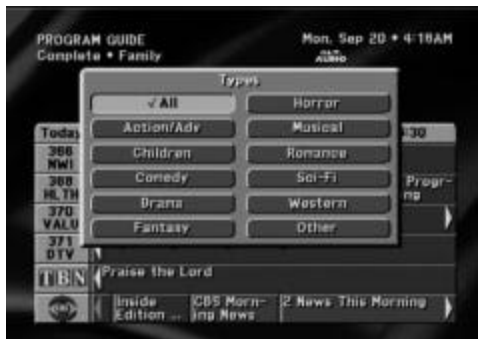 PROGRAM GUIDE
Mon, Sep 20 • 4:18AM
Complete • Family
ALT.
AUDIO
Types
√ All
Horror
Action/Adv
Musical
Children
Romance
Comedy
Sci-Fi
Drama
Western
Fantasy
Other
Today
:30
366
NWI
368
HLTH
Progr-
370
VALU
371
DTV
TBN
Praise the Lord
Inside
Edition ...
CBS Morn-
ing News
2 News This Morning